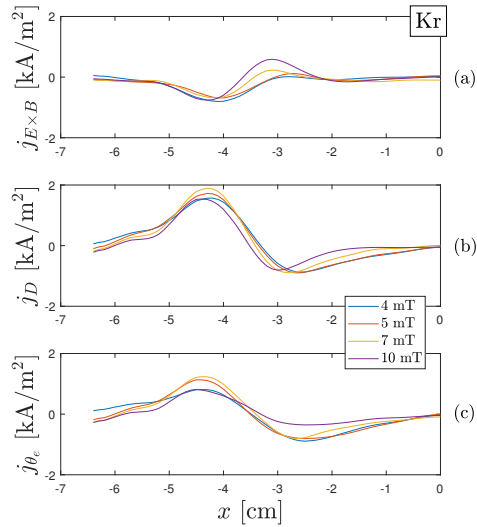 Kr
2
0
-2
j_{E×B} [kA/m²]
-7 -6 -5 -4 -3 -2 -1 0
(a)
2
0
-2
j_D [kA/m²]
-7 -6 -5 -4 -3 -2 -1 0
(b)
4 mT
5 mT
7 mT
10 mT
2
0
-2
j_{θ_e} [kA/m²]
-7 -6 -5 -4 -3 -2 -1 0
(c)
x [cm]